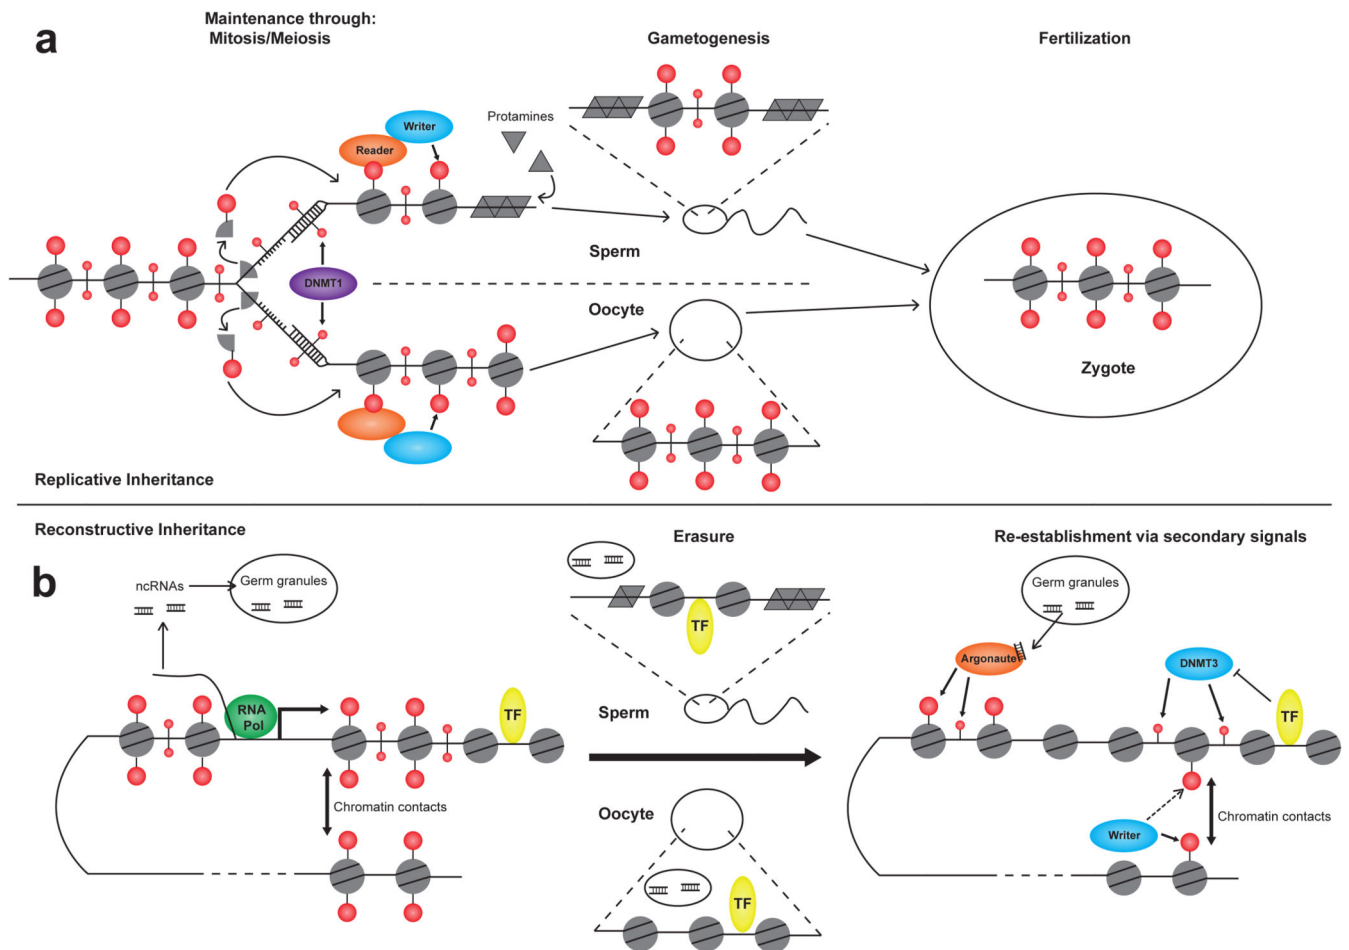 a
Maintenance through:
Mitosis/Meiosis
Gametogenesis
Fertilization
Writer
Reader
Protamines
DNMT1
Sperm
Oocyte
Zygote
Replicative Inheritance
Reconstructive Inheritance
b
Erasure
Re-establishment via secondary signals
ncRNAs
Germ granules
Germ granules
TF
Argonaute
DNMT3
RNA
Pol
TF
Sperm
TF
Chromatin contacts
Oocyte
Chromatin contacts
Writer
TF